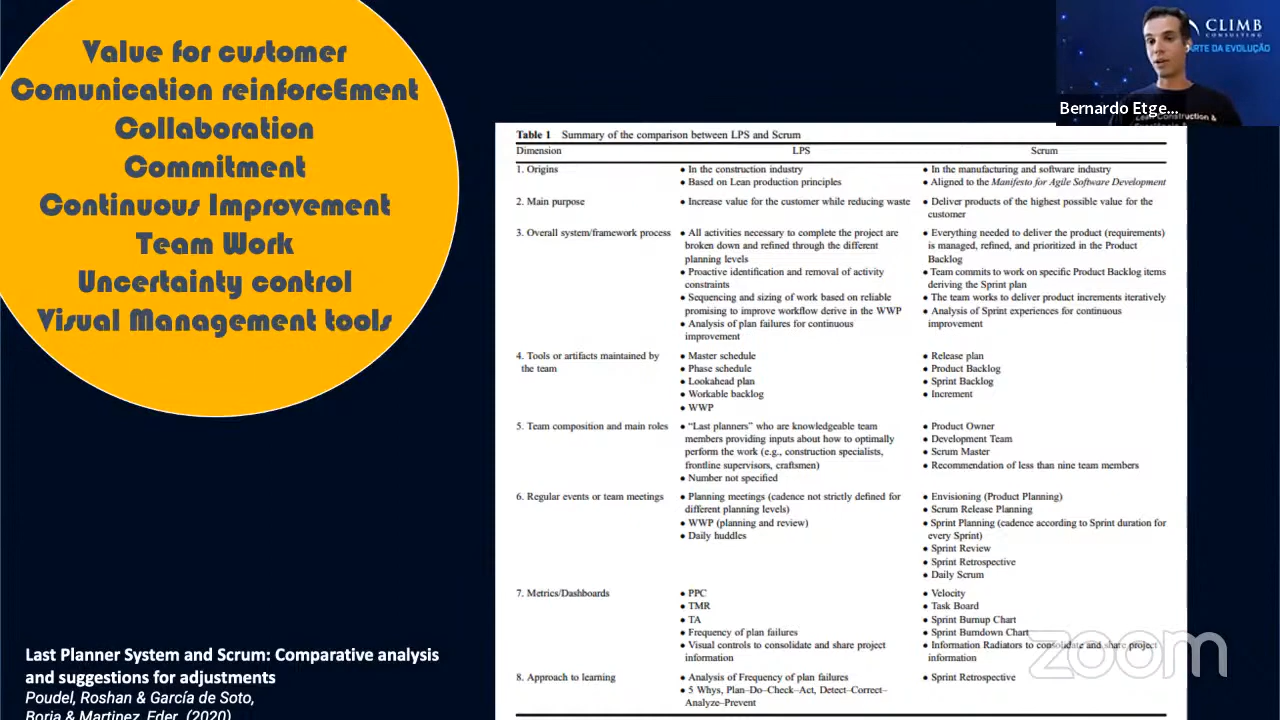 Value for customer
Comunication reinforcEment
Collaboration
Commitment
Continuous Improvement
Team Work
Uncertainty control
Visual Management tools
CLIMB
CONSULTING
ARTE DA EVOLUÇÃO
Bernardo Etge...
Lean Construction &
Table 1 Summary of the comparison between LPS and Scrum
Dimension LPS Scrum
1. Origins
• In the construction industry
• Based on Lean production principles
• In the manufacturing and software industry
• Aligned to the Manifesto for Agile Software Development
2. Main purpose
• Increase value for the customer while reducing waste
• Deliver products of the highest possible value for the
customer
3. Overall system/framework process
• All activities necessary to complete the project are
broken down and refined through the different
planning levels
• Proactive identification and removal of activity
constraints
• Sequencing and sizing of work based on reliable
promising to improve workflow derive in the WWP
• Analysis of plan failures for continuous
improvement
• Everything needed to deliver the product (requirements)
is managed, refined, and prioritized in the Product
Backlog
• Team commits to work on specific Product Backlog items
deriving the Sprint plan
• The team works to deliver product increments iteratively
• Analysis of Sprint experiences for continuous
improvement
4. Tools or artifacts maintained by
the team
• Master schedule
• Phase schedule
• Lookahead plan
• Workable backlog
• WWP
• Release plan
• Product Backlog
• Sprint Backlog
• Increment
5. Team composition and main roles
• “Last planners” who are knowledgeable team
members providing inputs about how to optimally
perform the work (e.g., construction specialists,
frontline supervisors, craftsmen)
• Number not specified
• Product Owner
• Development Team
• Scrum Master
• Recommendation of less than nine team members
6. Regular events or team meetings
• Planning meetings (cadence not strictly defined for
different planning levels)
• WWP (planning and review)
• Daily huddles
• Envisioning (Product Planning)
• Scrum Release Planning
• Sprint Planning (cadence according to Sprint duration for
every Sprint)
• Sprint Review
• Sprint Retrospective
• Daily Scrum
7. Metrics/Dashboards
• PPC
• TMR
• TA
• Frequency of plan failures
• Visual controls to consolidate and share project
information
• Velocity
• Task Board
• Sprint Burnup Chart
• Sprint Burndown Chart
• Information Radiators to consolidate and share project
information
8. Approach to learning
• Analysis of Frequency of plan failures
• 5 Whys, Plan–Do–Check–Act, Detect–Correct–
Analyze–Prevent
• Sprint Retrospective
zoom
Last Planner System and Scrum: Comparative analysis
and suggestions for adjustments
Poudel, Roshan & García de Soto,
Borja & Martinez, Eder. (2020)